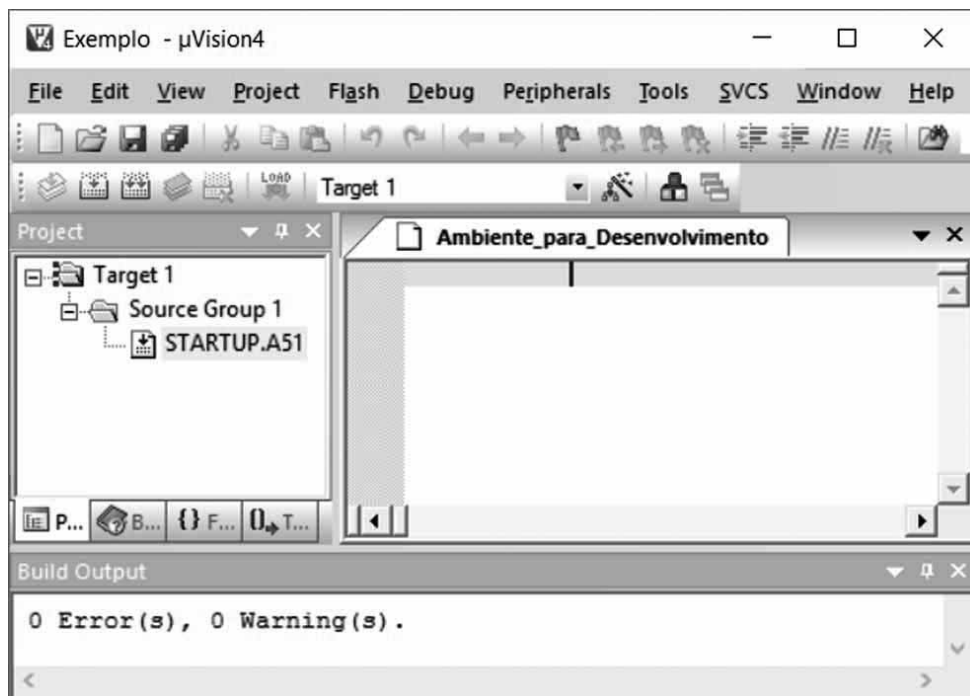 Exemplo - µVision4
File Edit View Project Flash Debug Peripherals Tools SVCS Window Help
LOAD
Target 1
Project
Ambiente_para_Desenvolvimento
Target 1
Source Group 1
STARTUP.A51
P... B... {} F... {}→ T...
Build Output
0 Error(s), 0 Warning(s).